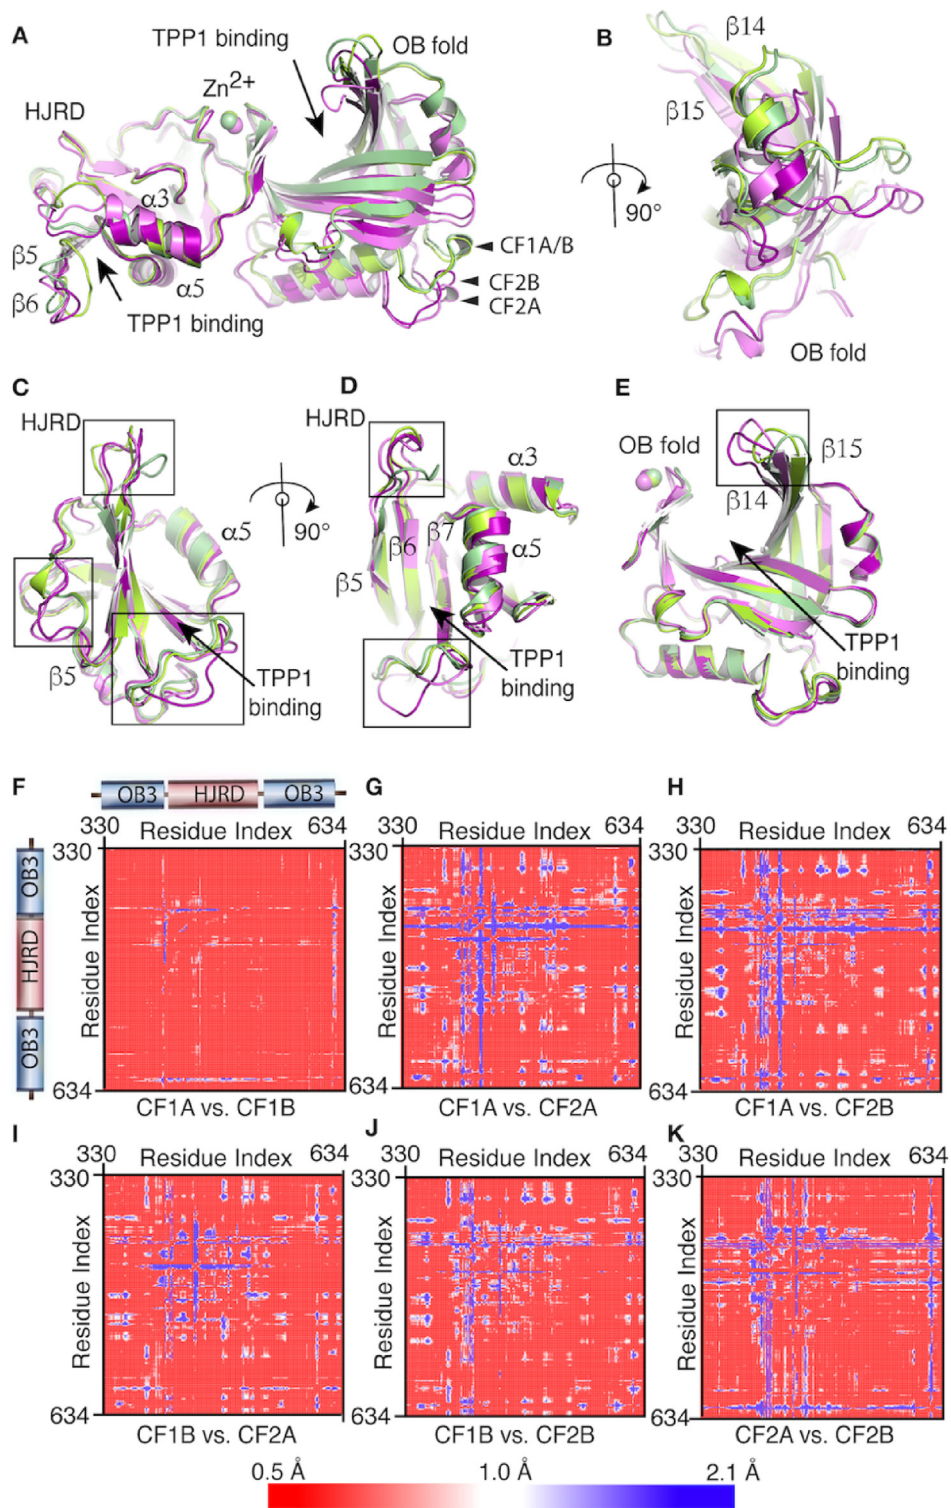 A
TPP1 binding
OB fold
Zn2+
HJRD
α3
β5
β6
α5
TPP1 binding
CF1A/B
CF2B
CF2A
B
β14
β15
90°
OB fold
C
HJRD
α5
90°
β5
TPP1
binding
D
HJRD
α3
β6
β7
α5
β5
TPP1
binding
E
OB fold
β15
β14
TPP1
binding
F
OB3 HJRD OB3
330 634
Residue Index
330
OB3 HJRD OB3
Residue Index
634
CF1A vs. CF1B
G
330 634
Residue Index
330
Residue Index
634
CF1A vs. CF2A
H
330 634
Residue Index
330
Residue Index
634
CF1A vs. CF2B
I
330 Residue Index 634
330
Residue Index
634
CF1B vs. CF2A
J
330 Residue Index 634
330
Residue Index
634
CF1B vs. CF2B
K
330 Residue Index 634
330
Residue Index
634
CF2A vs. CF2B
0.5 Å 1.0 Å 2.1 Å